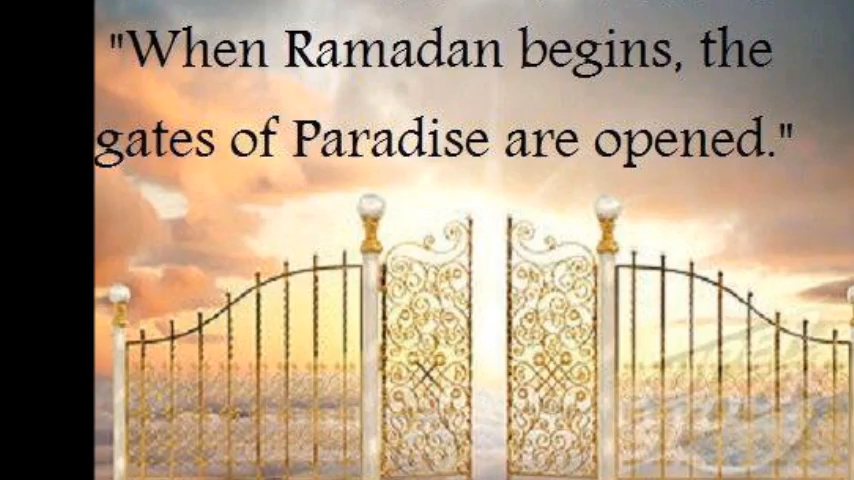 "When Ramadan begins, the
gates of Paradise are opened."